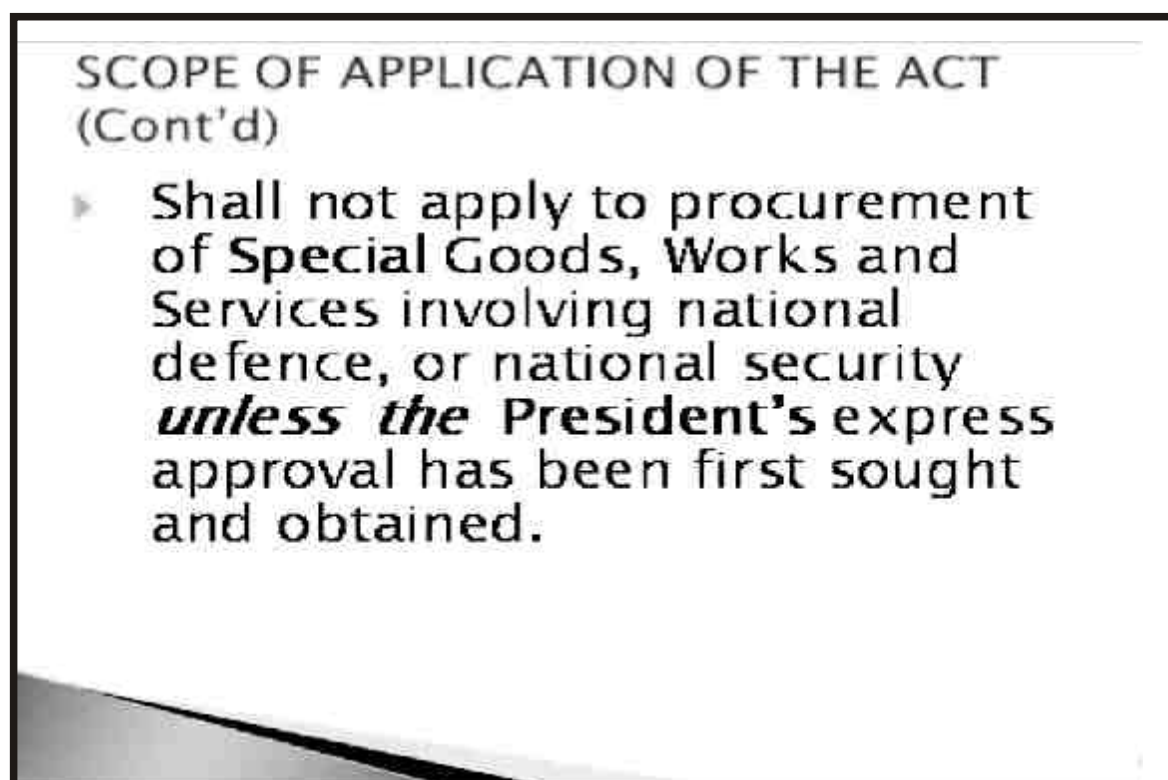 SCOPE OF APPLICATION OF THE ACT
(Cont'd)
Shall not apply to procurement
of Special Goods, Works and
Services involving national
defence, or national security
unless the President's express
approval has been first sought
and obtained.